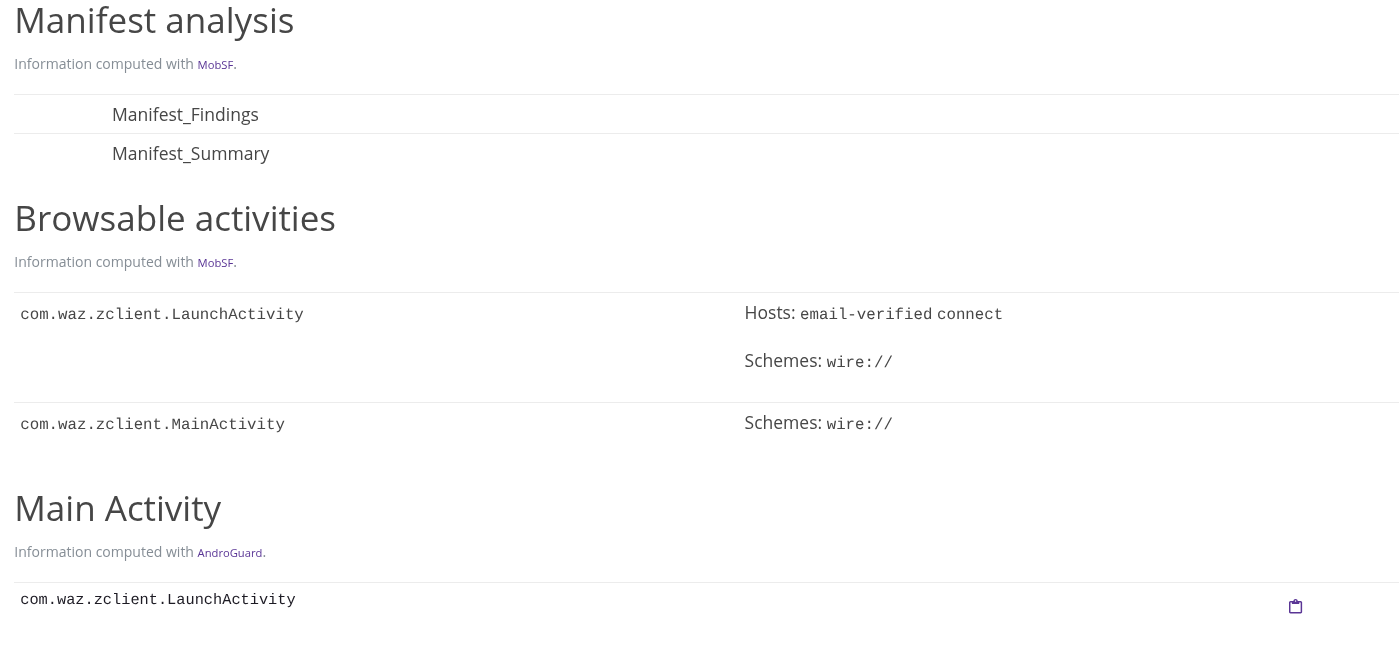 Manifest analysis
Information computed with MobSF.
Manifest_Findings
Manifest_Summary
Browsable activities
Information computed with MobSF.
com.waz.zclient.LaunchActivity
Hosts: email-verified connect
Schemes: wire://
com.waz.zclient.MainActivity
Schemes: wire://
Main Activity
Information computed with AndroGuard.
com.waz.zclient.LaunchActivity